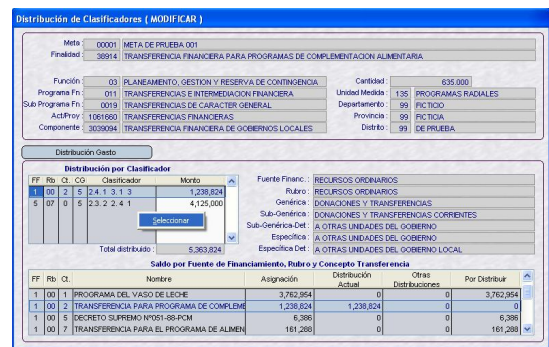 Distribución de Clasificadores ( MODIFICAR )
Meta : 00001 META DE PRUEBA 001
Finalidad : 38914 TRANSFERENCIA FINANCIERA PARA PROGRAMAS DE COMPLEMENTACION ALIMENTARIA
Función : 03 PLANEAMIENTO, GESTION Y RESERVA DE CONTINGENCIA Cantidad : 635.000
Programa Fn : 011 TRANSFERENCIAS E INTERMEDIACION FINANCIERA Unidad Medida : 135 PROGRAMAS RADIALES
Sub Programa Fn : 0019 TRANSFERENCIAS DE CARACTER GENERAL Departamento : 99 FICTICIO
Act/Proy : 1061660 TRANSFERENCIAS FINANCIERAS Provincia : 99 FICTICIA
Componente : 3039094 TRANSFERENCIA FINANCIERA DE GOBIERNOS LOCALES Distrito : 99 DE PRUEBA
Distribución Gasto
Distribución por Clasificador
FF Rb Ct. CG Clasificador Monto
1 00 2 5 2.4. 1 3. 1 3 1,238,824
5 07 0 5 2.3. 2 2. 4 1 4,125,000
Seleccionar
Total distribuido : 5,363,824
Fuente Financ. : RECURSOS ORDINARIOS
Rubro : RECURSOS ORDINARIOS
Genérica : DONACIONES Y TRANSFERENCIAS
Sub-Genérica : DONACIONES Y TRANSFERENCIAS CORRIENTES
Sub-Genérica-Det : A OTRAS UNIDADES DEL GOBIERNO
Específica : A OTRAS UNIDADES DEL GOBIERNO
Específica Det : A OTRAS UNIDADES DEL GOBIERNO LOCAL
Saldo por Fuente de Financiamiento, Rubro y Concepto Transferencia
FF Rb Ct. Nombre Asignación Distribución Actual Otras Distribuciones Por Distribuir
1 00 1 PROGRAMA DEL VASO DE LECHE 3,762,954 0 0 3,762,954
1 00 2 TRANSFERENCIA PARA PROGRAMA DE COMPLEME 1,238,824 1,238,824 0 0
1 00 5 DECRETO SUPREMO Nº051-88-PCM 6,386 0 0 6,386
1 00 7 TRANSFERENCIA PARA EL PROGRAMA DE ALIMEN 161,288 0 0 161,288